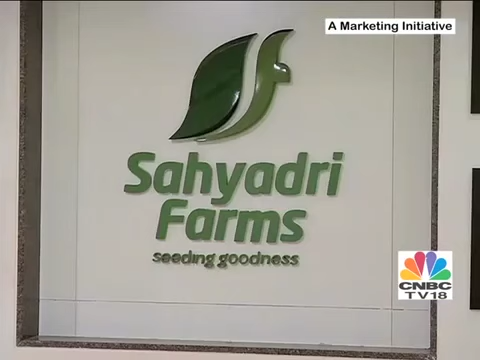 A Marketing Initiative
Sahyadri
Farms
seeding goodness
CNBC
TV18